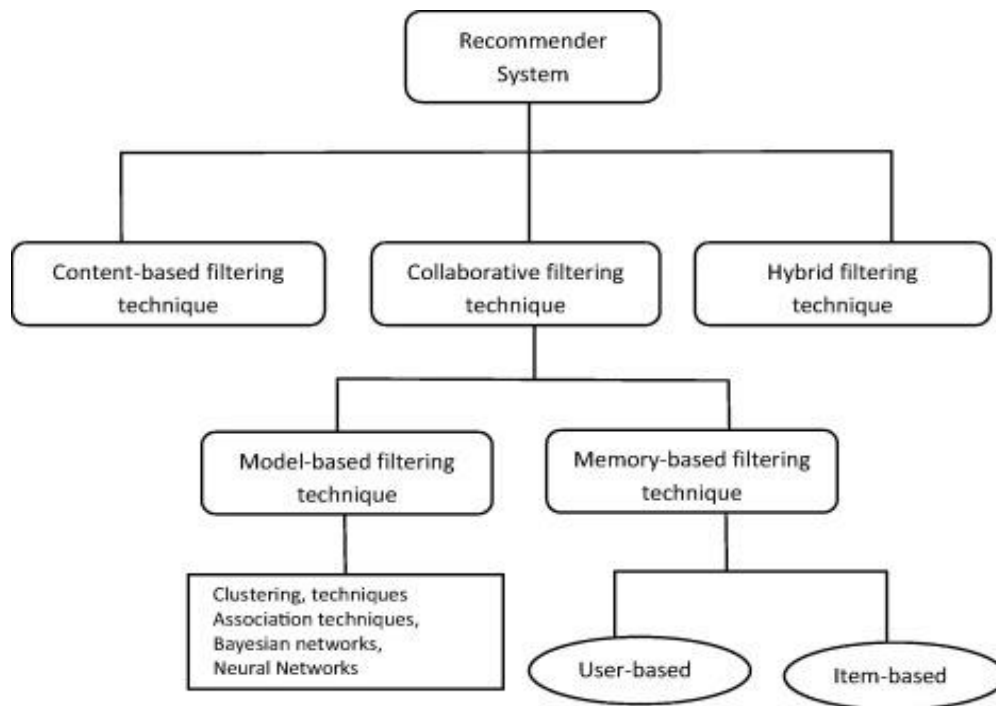 Recommender
System
Content-based filtering
technique
Collaborative filtering
technique
Hybrid filtering
technique
Model-based filtering
technique
Memory-based filtering
technique
Clustering, techniques
Association techniques,
Bayesian networks,
Neural Networks
User-based
Item-based